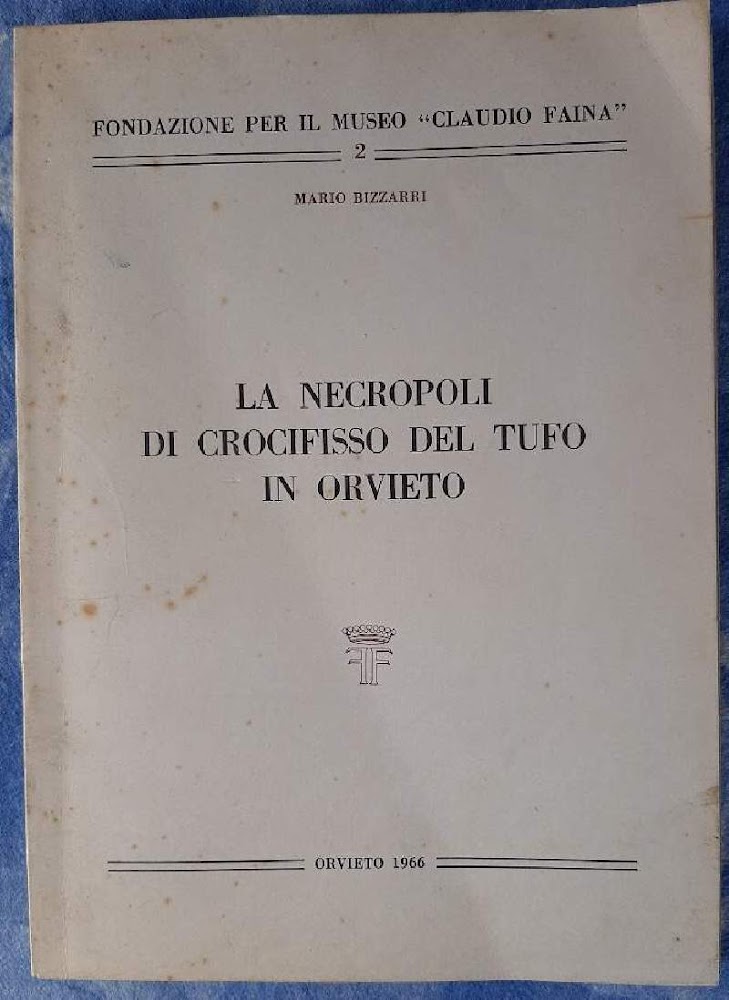 FONDAZIONE PER IL MUSEO “CLAUDIO FAINA”
2
MARIO BIZZARRI
LA NECROPOLI
DI CROCIFISSO DEL TUFO
IN ORVIETO
FF
ORVIETO 1966